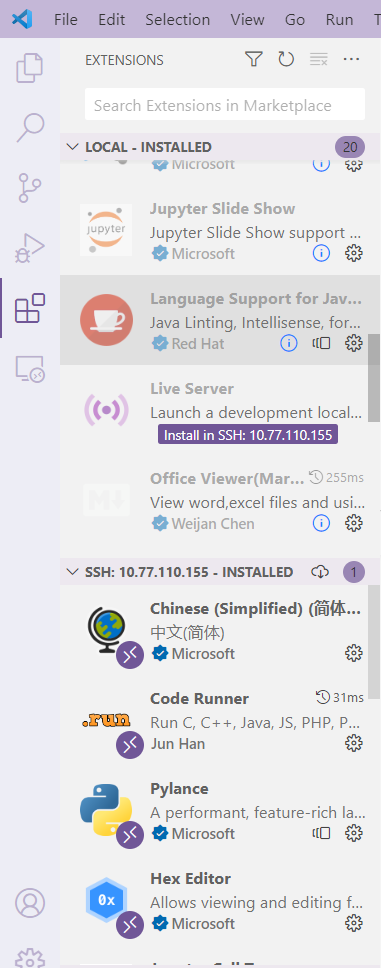 File Edit Selection View Go Run
EXTENSIONS
Search Extensions in Marketplace
LOCAL - INSTALLED 20
Microsoft
Jupyter Slide Show
jupyter
Jupyter Slide Show support ...
Microsoft
Language Support for Jav...
Java Linting, Intellisense, for...
Red Hat
Live Server
Launch a development local...
Install in SSH: 10.77.110.155
Office Viewer(Mar... 255ms
M↓
View word,excel files and usi...
Weijan Chen
SSH: 10.77.110.155 - INSTALLED 1
Chinese (Simplified) (简体...
中文(简体)
Microsoft
Code Runner 31ms
.run
Run C, C++, Java, JS, PHP, P...
Jun Han
Pylance
A performant, feature-rich la...
Microsoft
Hex Editor
0x
Allows viewing and editing f...
Microsoft